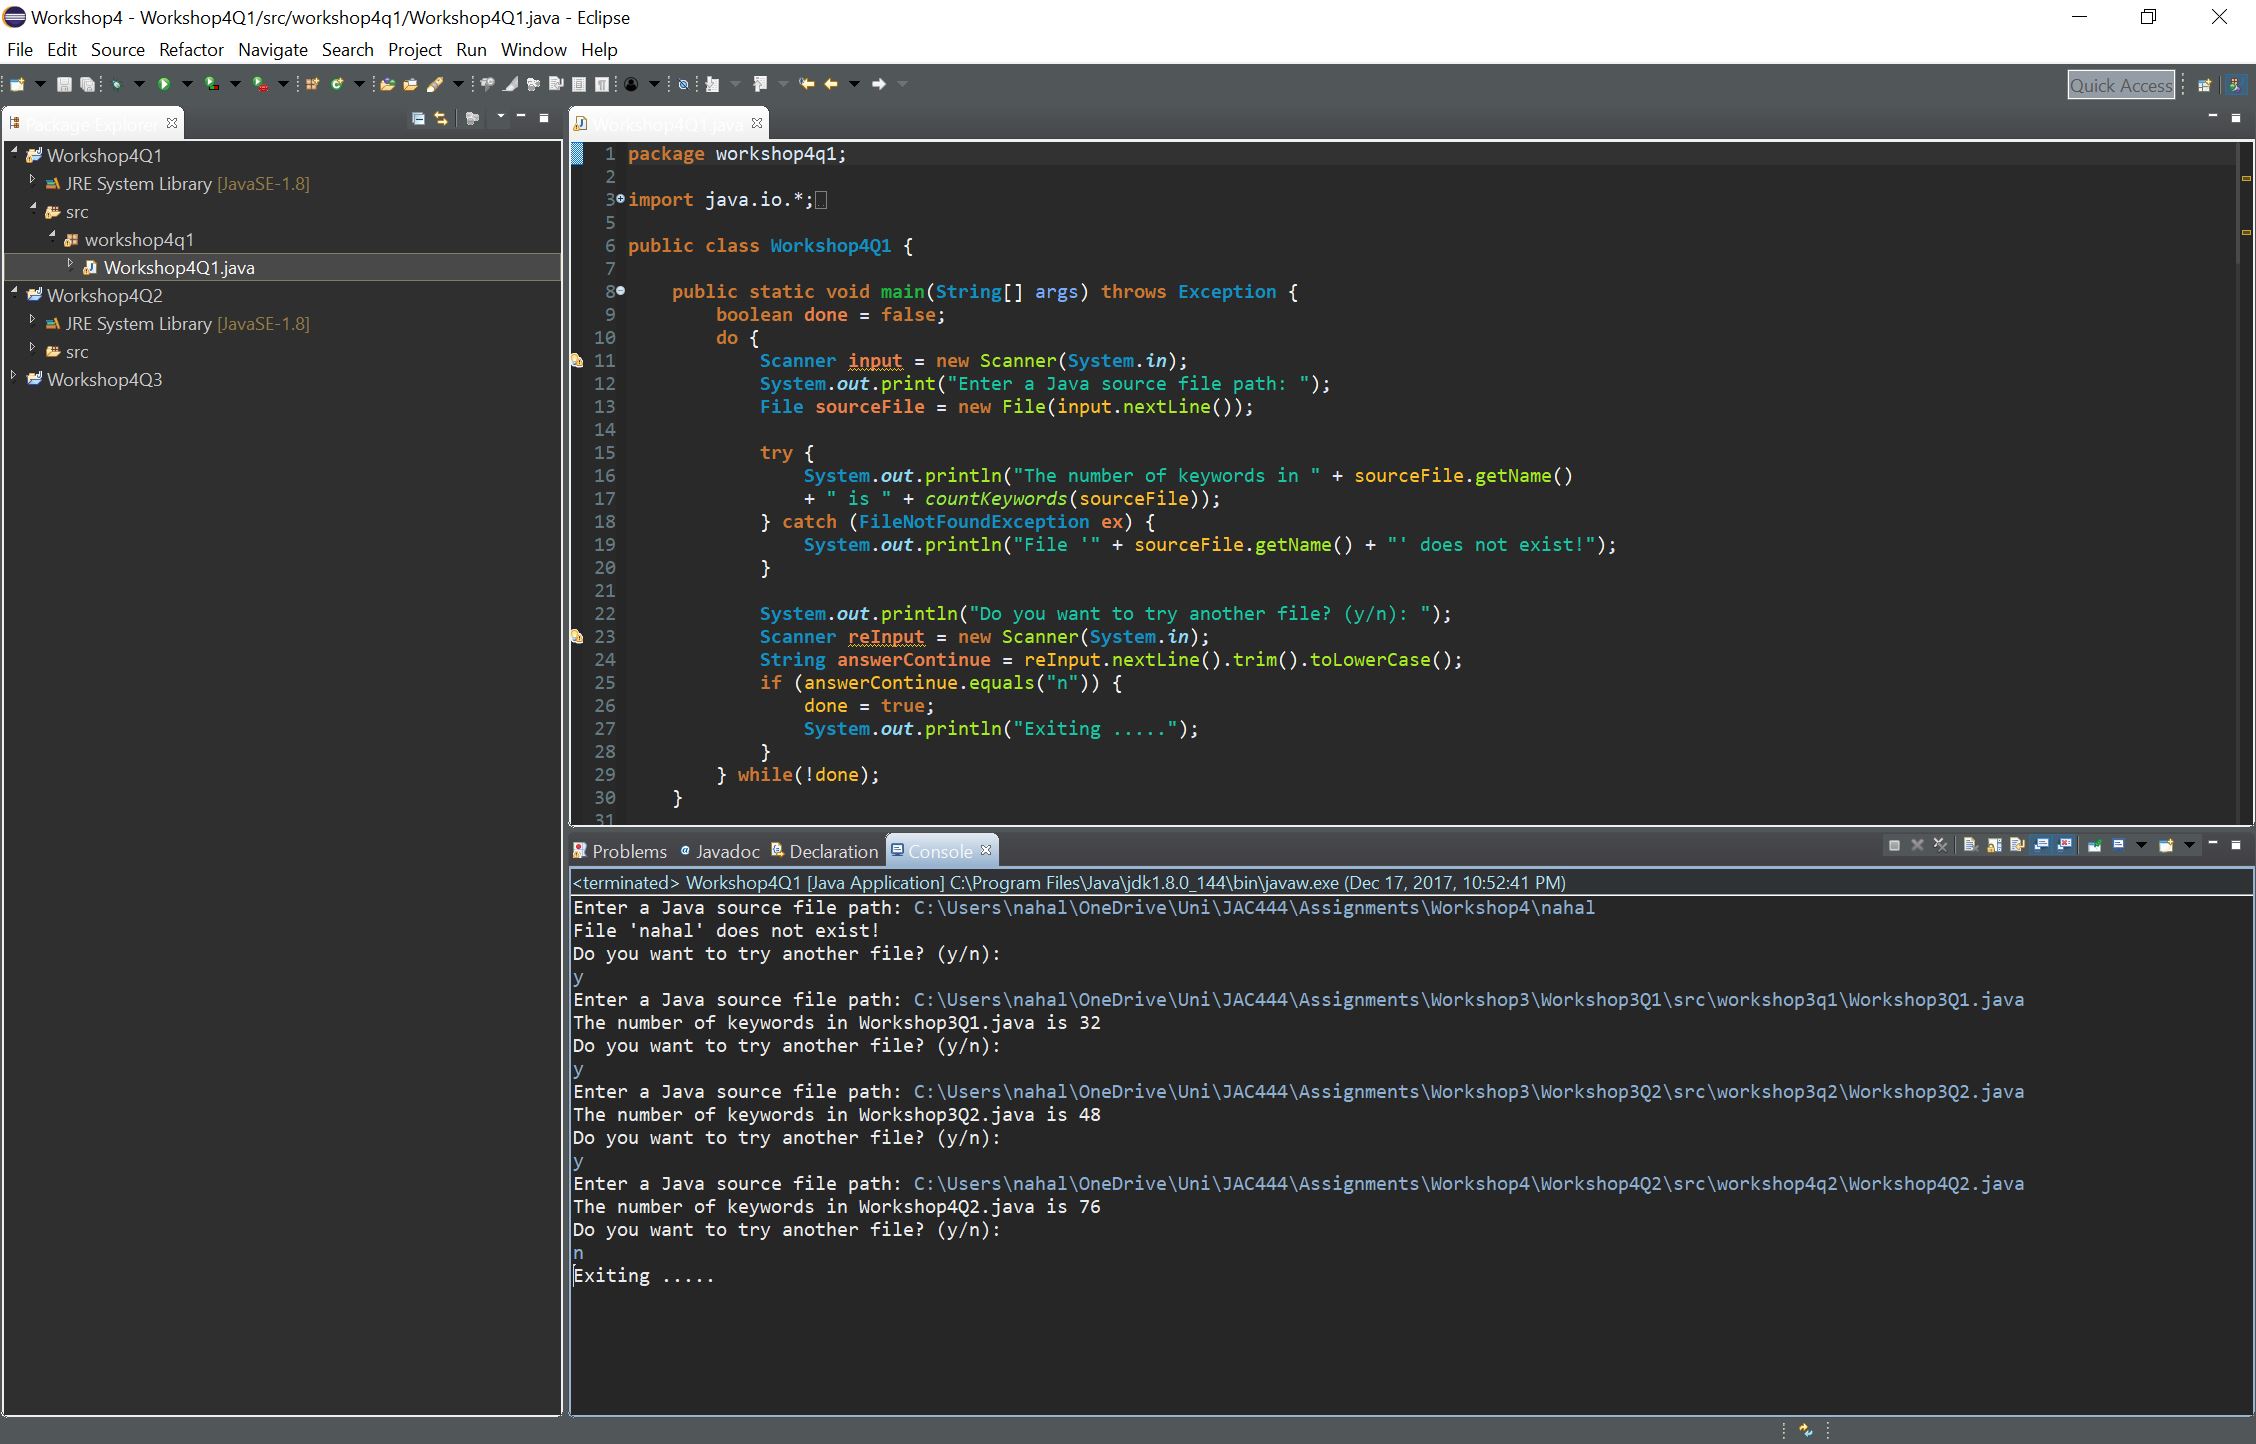 Workshop4 - Workshop4Q1/src/workshop4q1/Workshop4Q1.java - Eclipse
File Edit Source Refactor Navigate Search Project Run Window Help
Quick Access
Package Explorer
Workshop4Q1
JRE System Library [JavaSE-1.8]
src
workshop4q1
Workshop4Q1.java
Workshop4Q2
JRE System Library [JavaSE-1.8]
src
Workshop4Q3
Workshop4Q1.java
1 package workshop4q1;
2
3 import java.io.*;
5
6 public class Workshop4Q1 {
7
8 public static void main(String[] args) throws Exception {
9 boolean done = false;
10 do {
11 Scanner input = new Scanner(System.in);
12 System.out.print("Enter a Java source file path: ");
13 File sourceFile = new File(input.nextLine());
14
15 try {
16 System.out.println("The number of keywords in " + sourceFile.getName()
17 + " is " + countKeywords(sourceFile));
18 } catch (FileNotFoundException ex) {
19 System.out.println("File '" + sourceFile.getName() + "' does not exist!");
20 }
21
22 System.out.println("Do you want to try another file? (y/n): ");
23 Scanner reInput = new Scanner(System.in);
24 String answerContinue = reInput.nextLine().trim().toLowerCase();
25 if (answerContinue.equals("n")) {
26 done = true;
27 System.out.println("Exiting .....");
28 }
29 } while(!done);
30 }
31
Problems Javadoc Declaration Console
<terminated> Workshop4Q1 [Java Application] C:\Program Files\Java\jdk1.8.0_144\bin\javaw.exe (Dec 17, 2017, 10:52:41 PM)
Enter a Java source file path: C:\Users\nahal\OneDrive\Uni\JAC444\Assignments\Workshop4\nahal
File 'nahal' does not exist!
Do you want to try another file? (y/n):
y
Enter a Java source file path: C:\Users\nahal\OneDrive\Uni\JAC444\Assignments\Workshop3\Workshop3Q1\src\workshop3q1\Workshop3Q1.java
The number of keywords in Workshop3Q1.java is 32
Do you want to try another file? (y/n):
y
Enter a Java source file path: C:\Users\nahal\OneDrive\Uni\JAC444\Assignments\Workshop3\Workshop3Q2\src\workshop3q2\Workshop3Q2.java
The number of keywords in Workshop3Q2.java is 48
Do you want to try another file? (y/n):
y
Enter a Java source file path: C:\Users\nahal\OneDrive\Uni\JAC444\Assignments\Workshop4\Workshop4Q2\src\workshop4q2\Workshop4Q2.java
The number of keywords in Workshop4Q2.java is 76
Do you want to try another file? (y/n):
n
Exiting .....